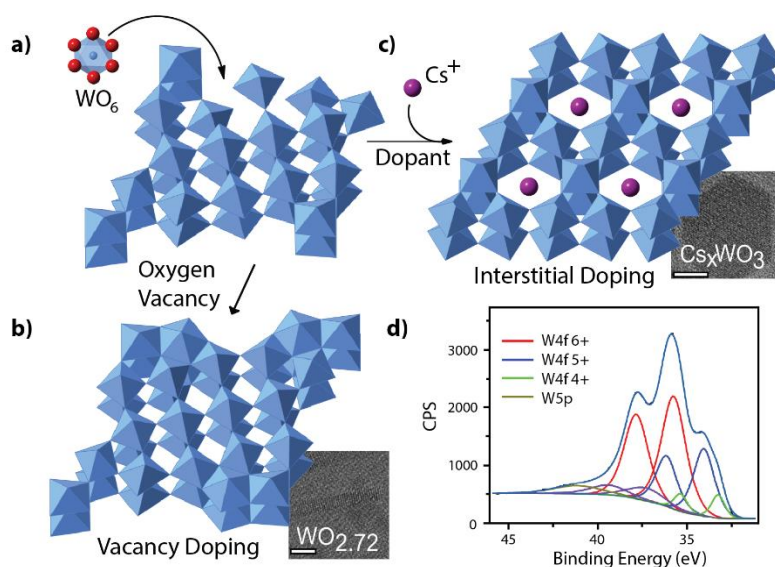 a)
WO6
c)
Cs+
Dopant
Oxygen
Vacancy
CsxWO3
Interstitial Doping
b)
WO2.72
Vacancy Doping
d)
W4f 6+
W4f 5+
W4f 4+
W5p
3000
2000
1000
500
0
CPS
45
40
35
Binding Energy (eV)